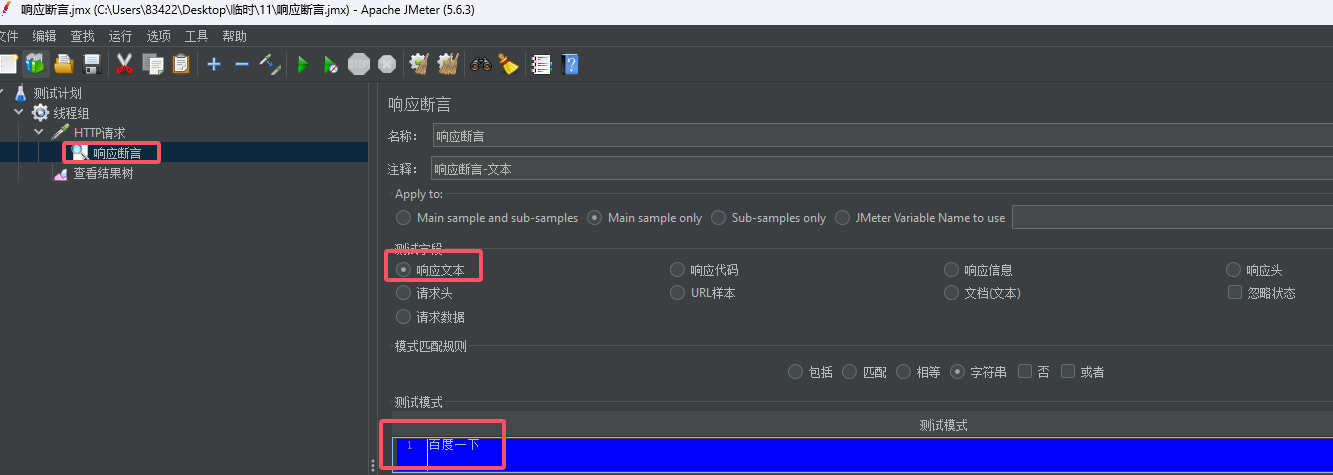 响应断言.jmx (C:\Users\83422\Desktop\临时\11\响应断言.jmx) - Apache JMeter (5.6.3)
文件 编辑 查找 运行 选项 工具 帮助
STOP
测试计划
线程组
HTTP请求
响应断言
查看结果树
响应断言
名称： 响应断言
注释： 响应断言-文本
Apply to:
Main sample and sub-samples Main sample only Sub-samples only JMeter Variable Name to use
测试字段
响应文本 响应代码 响应信息 响应头
请求头 URL样本 文档(文本) 忽略状态
请求数据
模式匹配规则
包括 匹配 相等 字符串 否 或者
测试模式
测试模式
1 百度一下